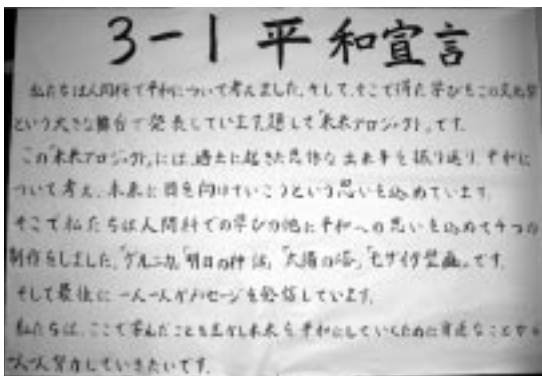 3-1 平和宣言
私たちは人間科で平和について考えました。そして、そこで得た学びをこの文化祭
という大きな舞台で発表しています。題して「未来プロジェクト」です。
この「未来プロジェクト」には、過去に起きた悲惨な出来事を振り返り、平和に
ついて考え、未来に目を向けていこうという思いを込めています。
そこで私たちは人間科での学びの他に平和への思いを込めて4つの
制作をしました。「ゲルニカ」「明日の神話」「太陽の塔」「モザイク壁画」です。
そして最後に一人一人がメッセージを発信しています。
私たちは、ここで学んだことを生かし未来を平和にしていくために身近なことから
一人一人努力していきたいです。